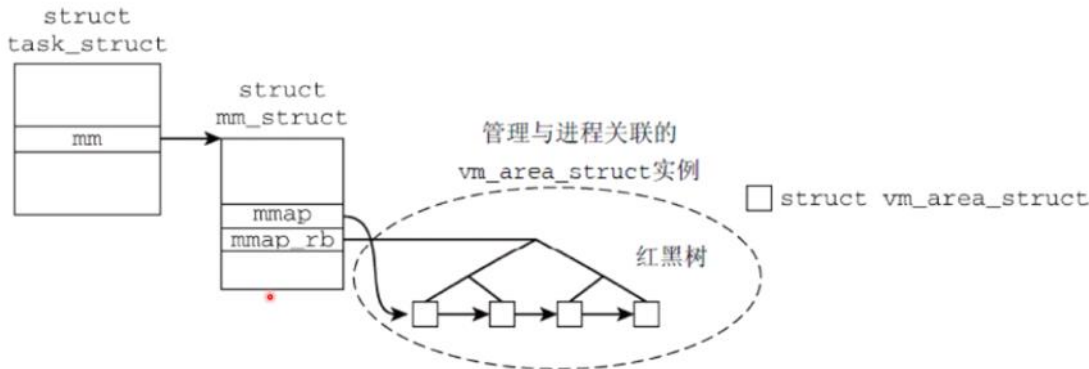 struct
task_struct
mm
struct
mm_struct
mmap
mmap_rb
管理与进程关联的
vm_area_struct实例
红黑树
struct vm_area_struct